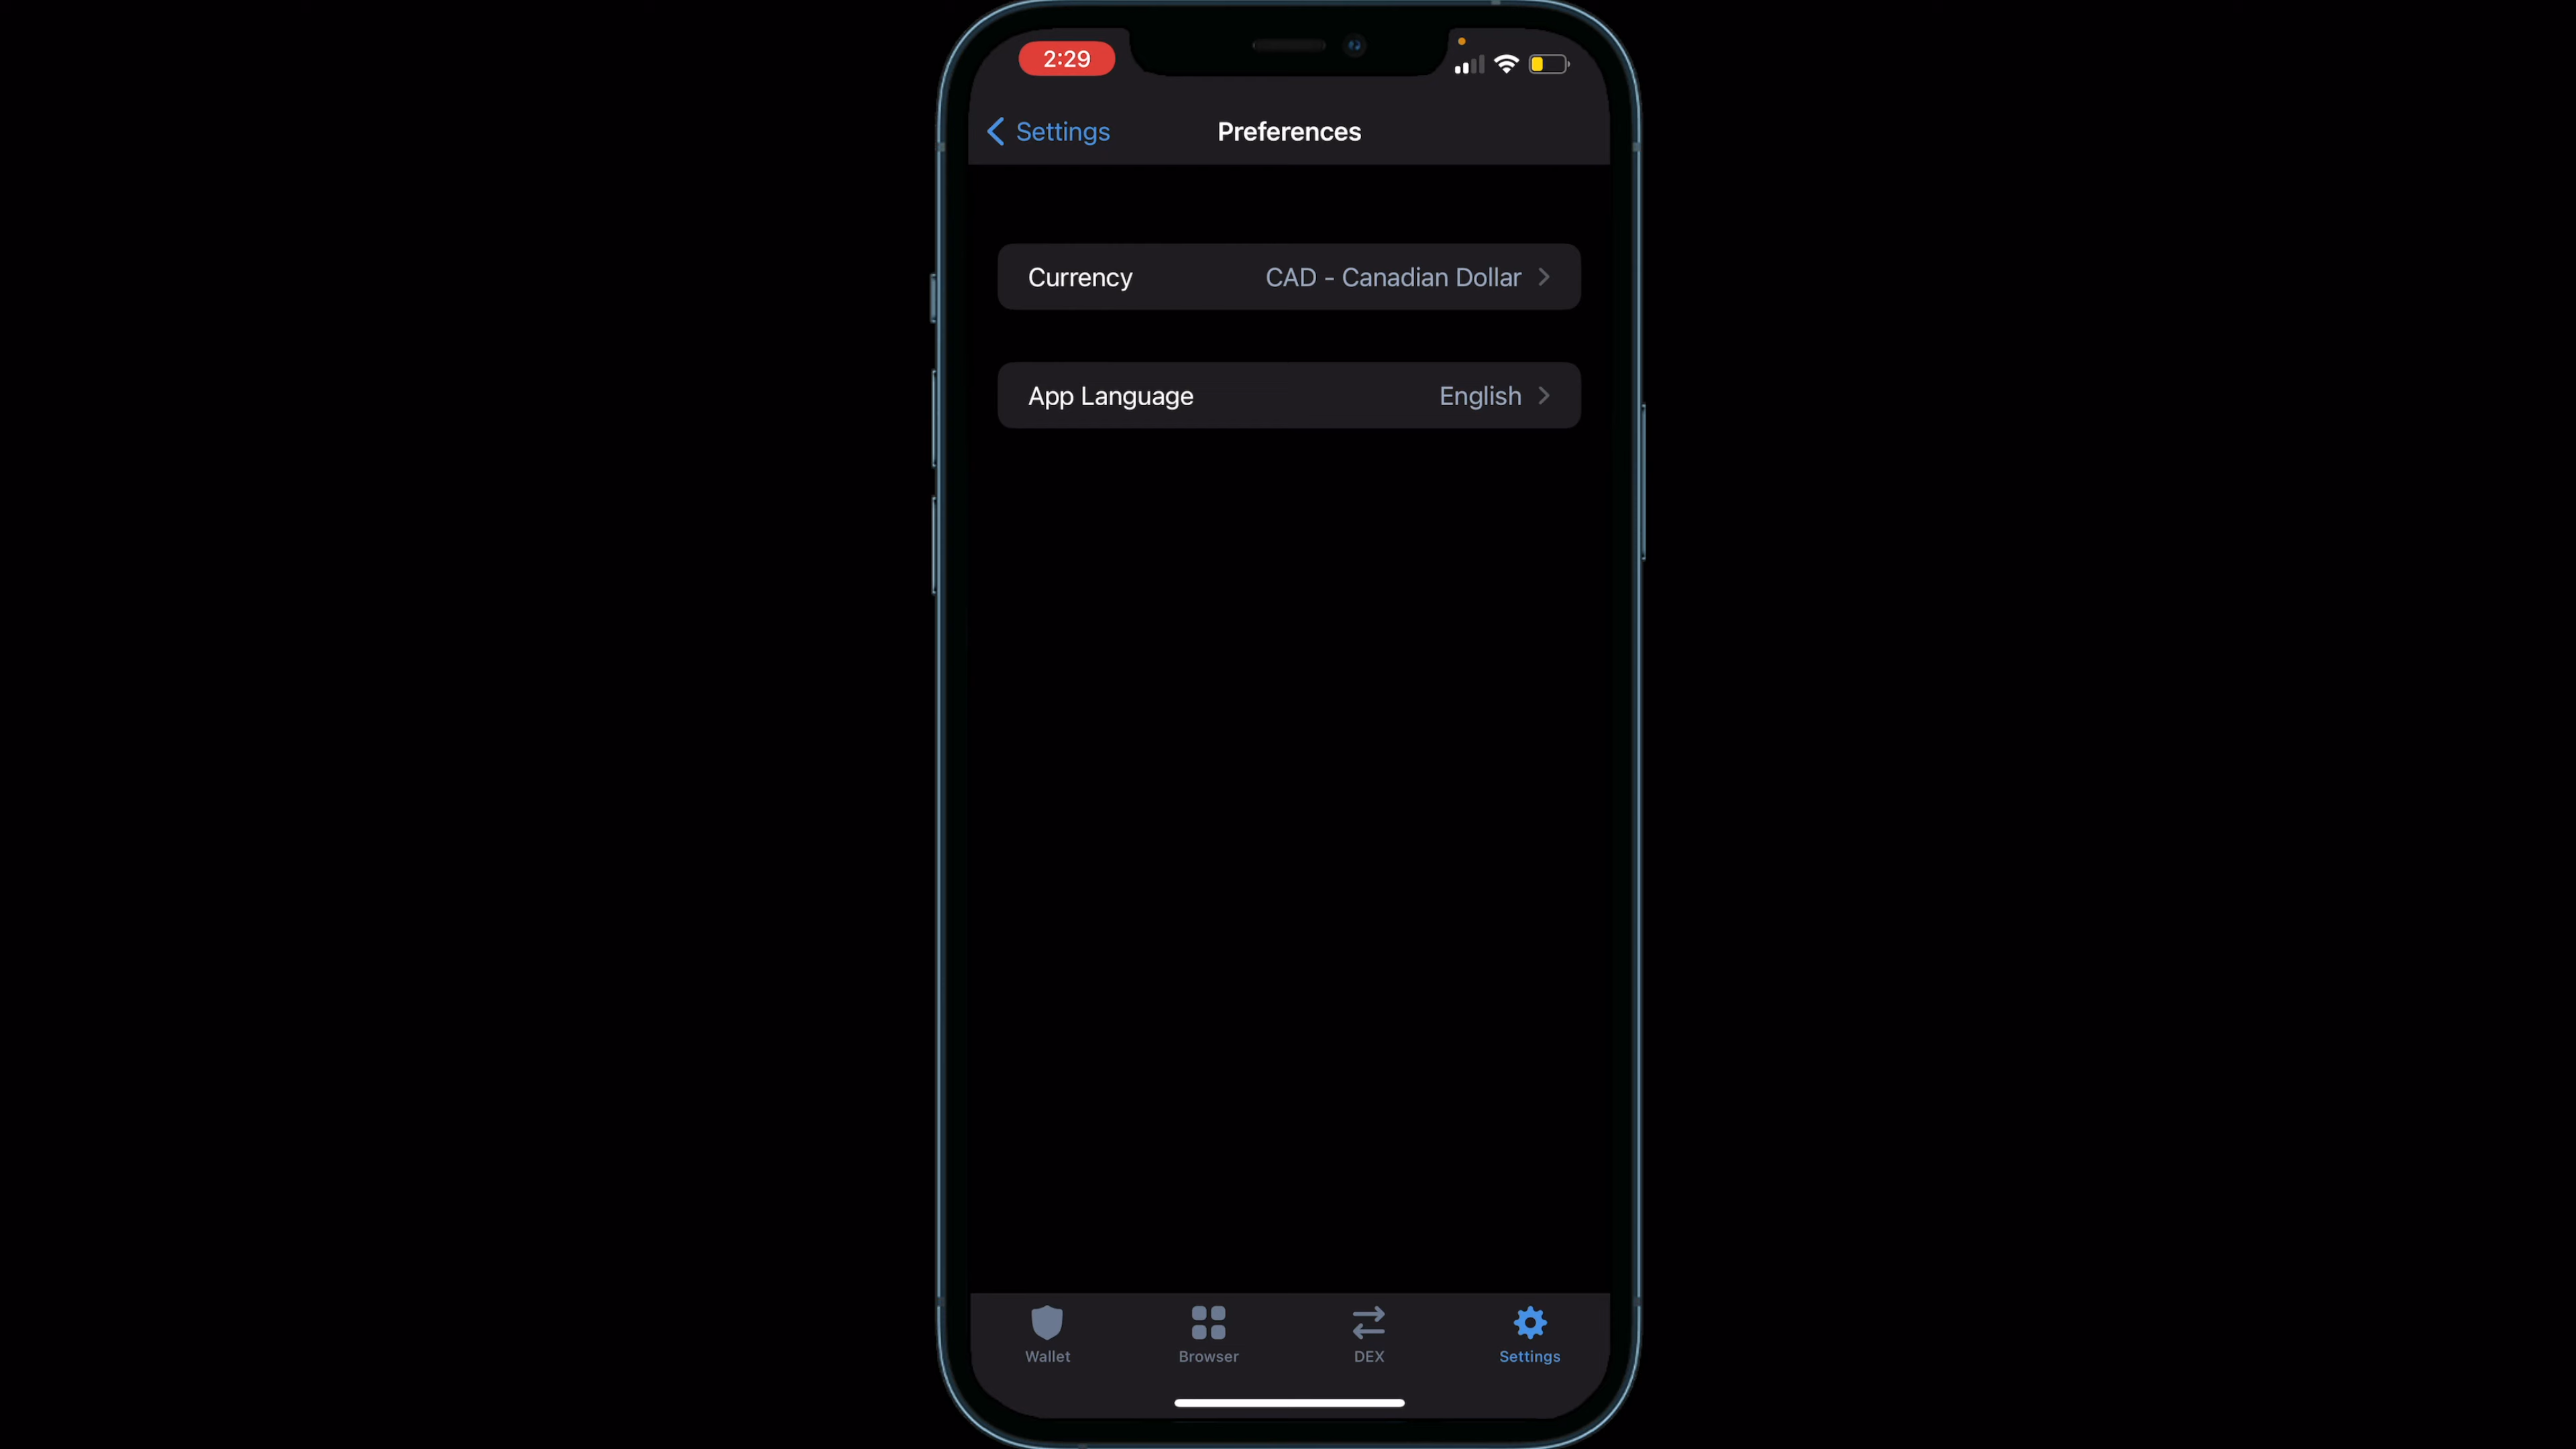 2:29
Settings
Preferences
Currency CAD - Canadian Dollar
App Language English
Wallet Browser DEX Settings